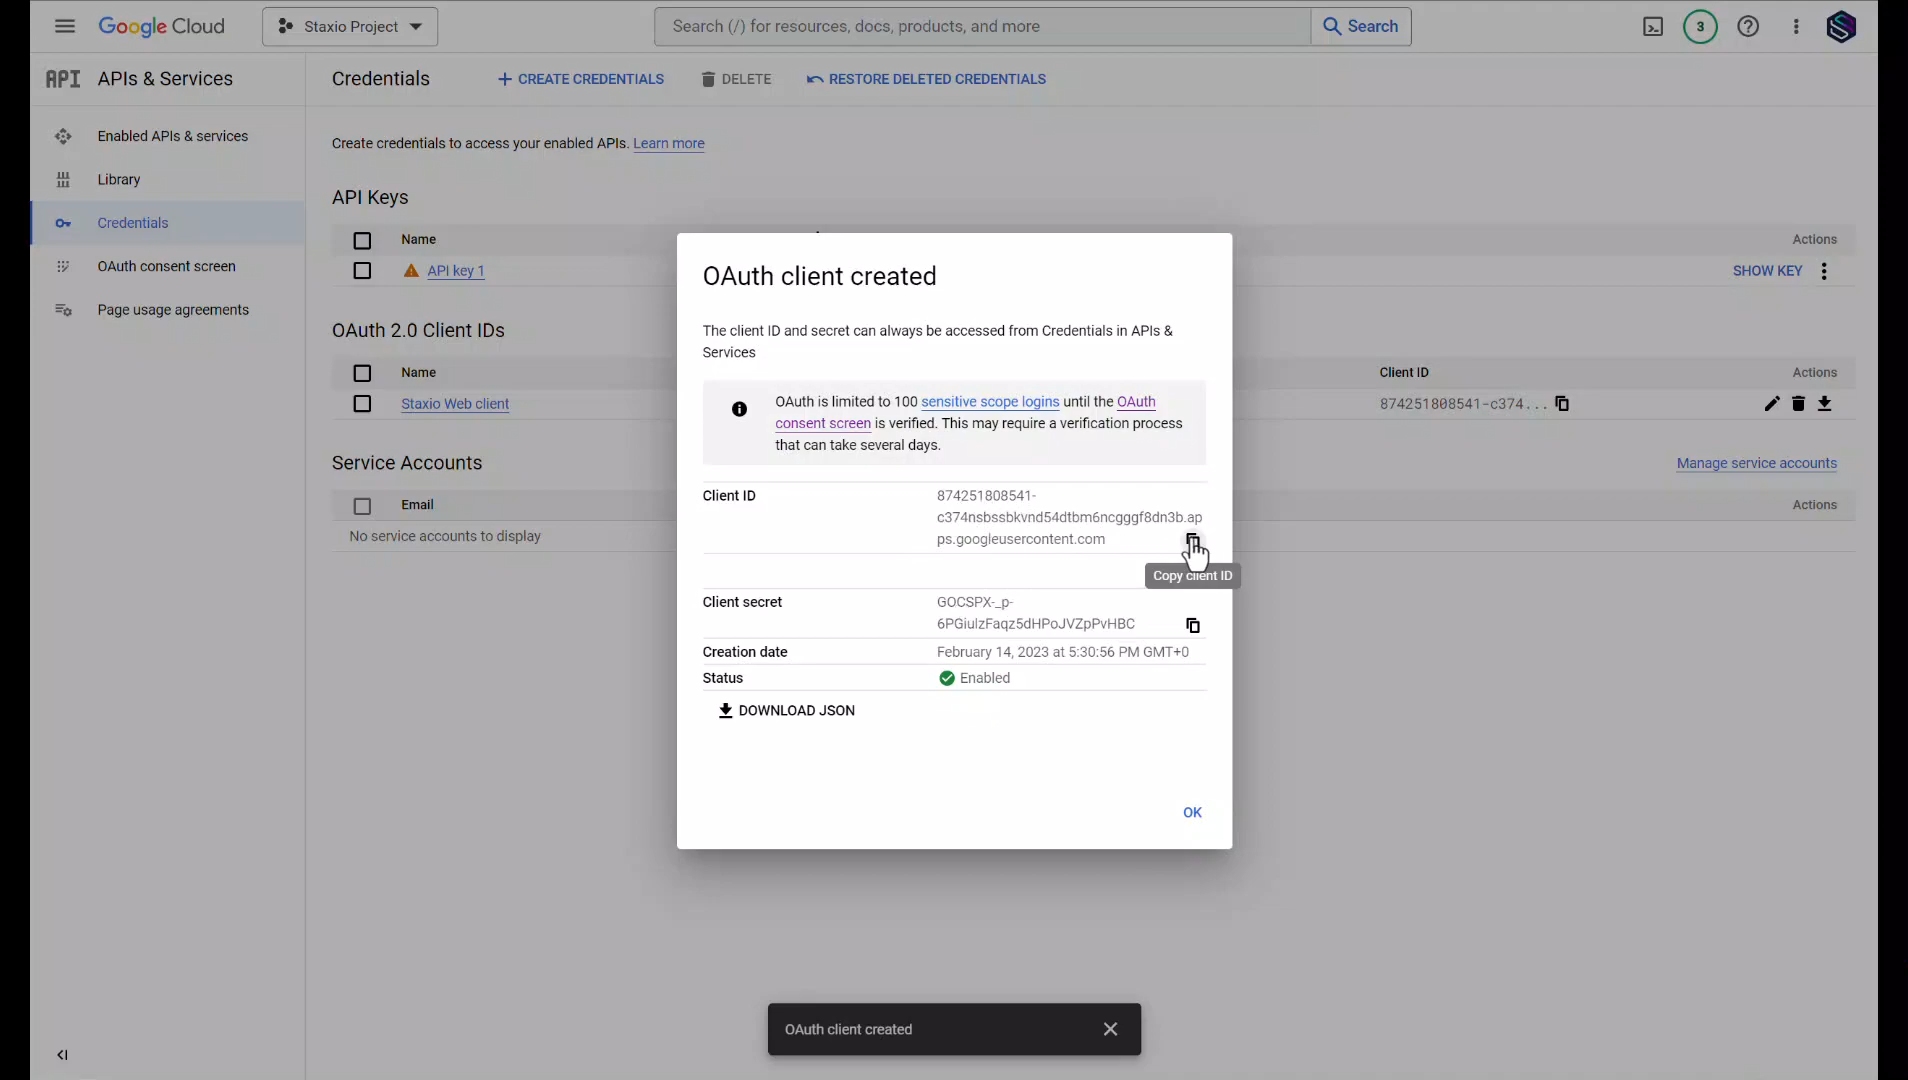 Google Cloud
Staxio Project
Search (/) for resources, docs, products, and more
Search
3
API
APIs & Services
Credentials
CREATE CREDENTIALS
DELETE
RESTORE DELETED CREDENTIALS
Enabled APIs & services
Library
Credentials
OAuth consent screen
Page usage agreements
Create credentials to access your enabled APIs. Learn more
API Keys
Name
Actions
API key 1
SHOW KEY
OAuth 2.0 Client IDs
Name
Client ID
Actions
Staxio Web client
874251808541-c374...
Service Accounts
Manage service accounts
Email
Actions
No service accounts to display
OAuth client created
The client ID and secret can always be accessed from Credentials in APIs &
Services
OAuth is limited to 100 sensitive scope logins until the OAuth
consent screen is verified. This may require a verification process
that can take several days.
Client ID
874251808541-
c374nsbssbkvnd54dtbm6ncgggf8dn3b.ap
ps.googleusercontent.com
Copy client ID
Client secret
GOCSPX-_p-
6PGiulzFaqz5dHPoJVZpPvHBC
Creation date
February 14, 2023 at 5:30:56 PM GMT+0
Status
Enabled
DOWNLOAD JSON
OK
OAuth client created